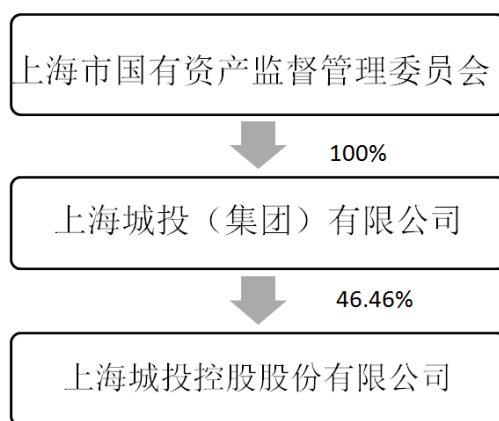 上海市国有资产监督管理委员会
100%
上海城投（集团）有限公司
46.46%
上海城投控股股份有限公司